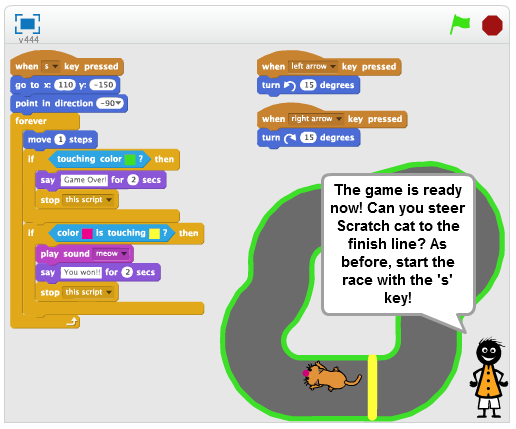 v444
when s key pressed
go to x: 110 y: -150
point in direction -90
forever
move 1 steps
if touching color ? then
say Game Over! for 2 secs
stop this script
if color is touching ? then
play sound meow
say You won!! for 2 secs
stop this script
when left arrow key pressed
turn 15 degrees
when right arrow key pressed
turn 15 degrees
The game is ready
now! Can you steer
Scratch cat to the
finish line? As
before, start the
race with the 's'
key!